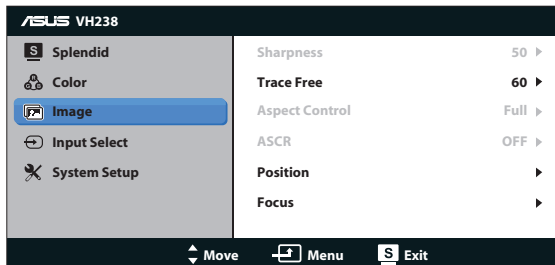 ASUS VH238
S Splendid
Color
Image
Input Select
System Setup
Sharpness 50
Trace Free 60
Aspect Control Full
ASCR OFF
Position
Focus
Move Menu S Exit